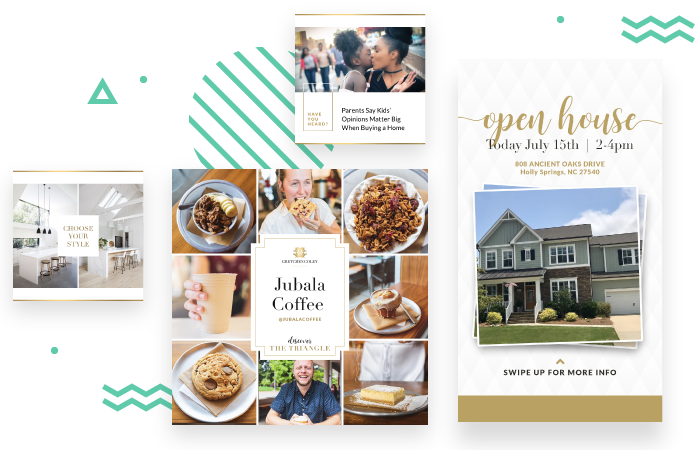 HAVE
YOU
HEARD?
Parents Say Kids'
Opinions Matter Big
When Buying a Home
open house
Today July 15th | 2-4pm
808 ANCIENT OAKS DRIVE
Holly Springs, NC 27540
CHOOSE
YOUR
STYLE
GRETCHEN COLEY
Jubala
Coffee
@JUBALACOFFEE
discover
THE TRIANGLE
SWIPE UP FOR MORE INFO